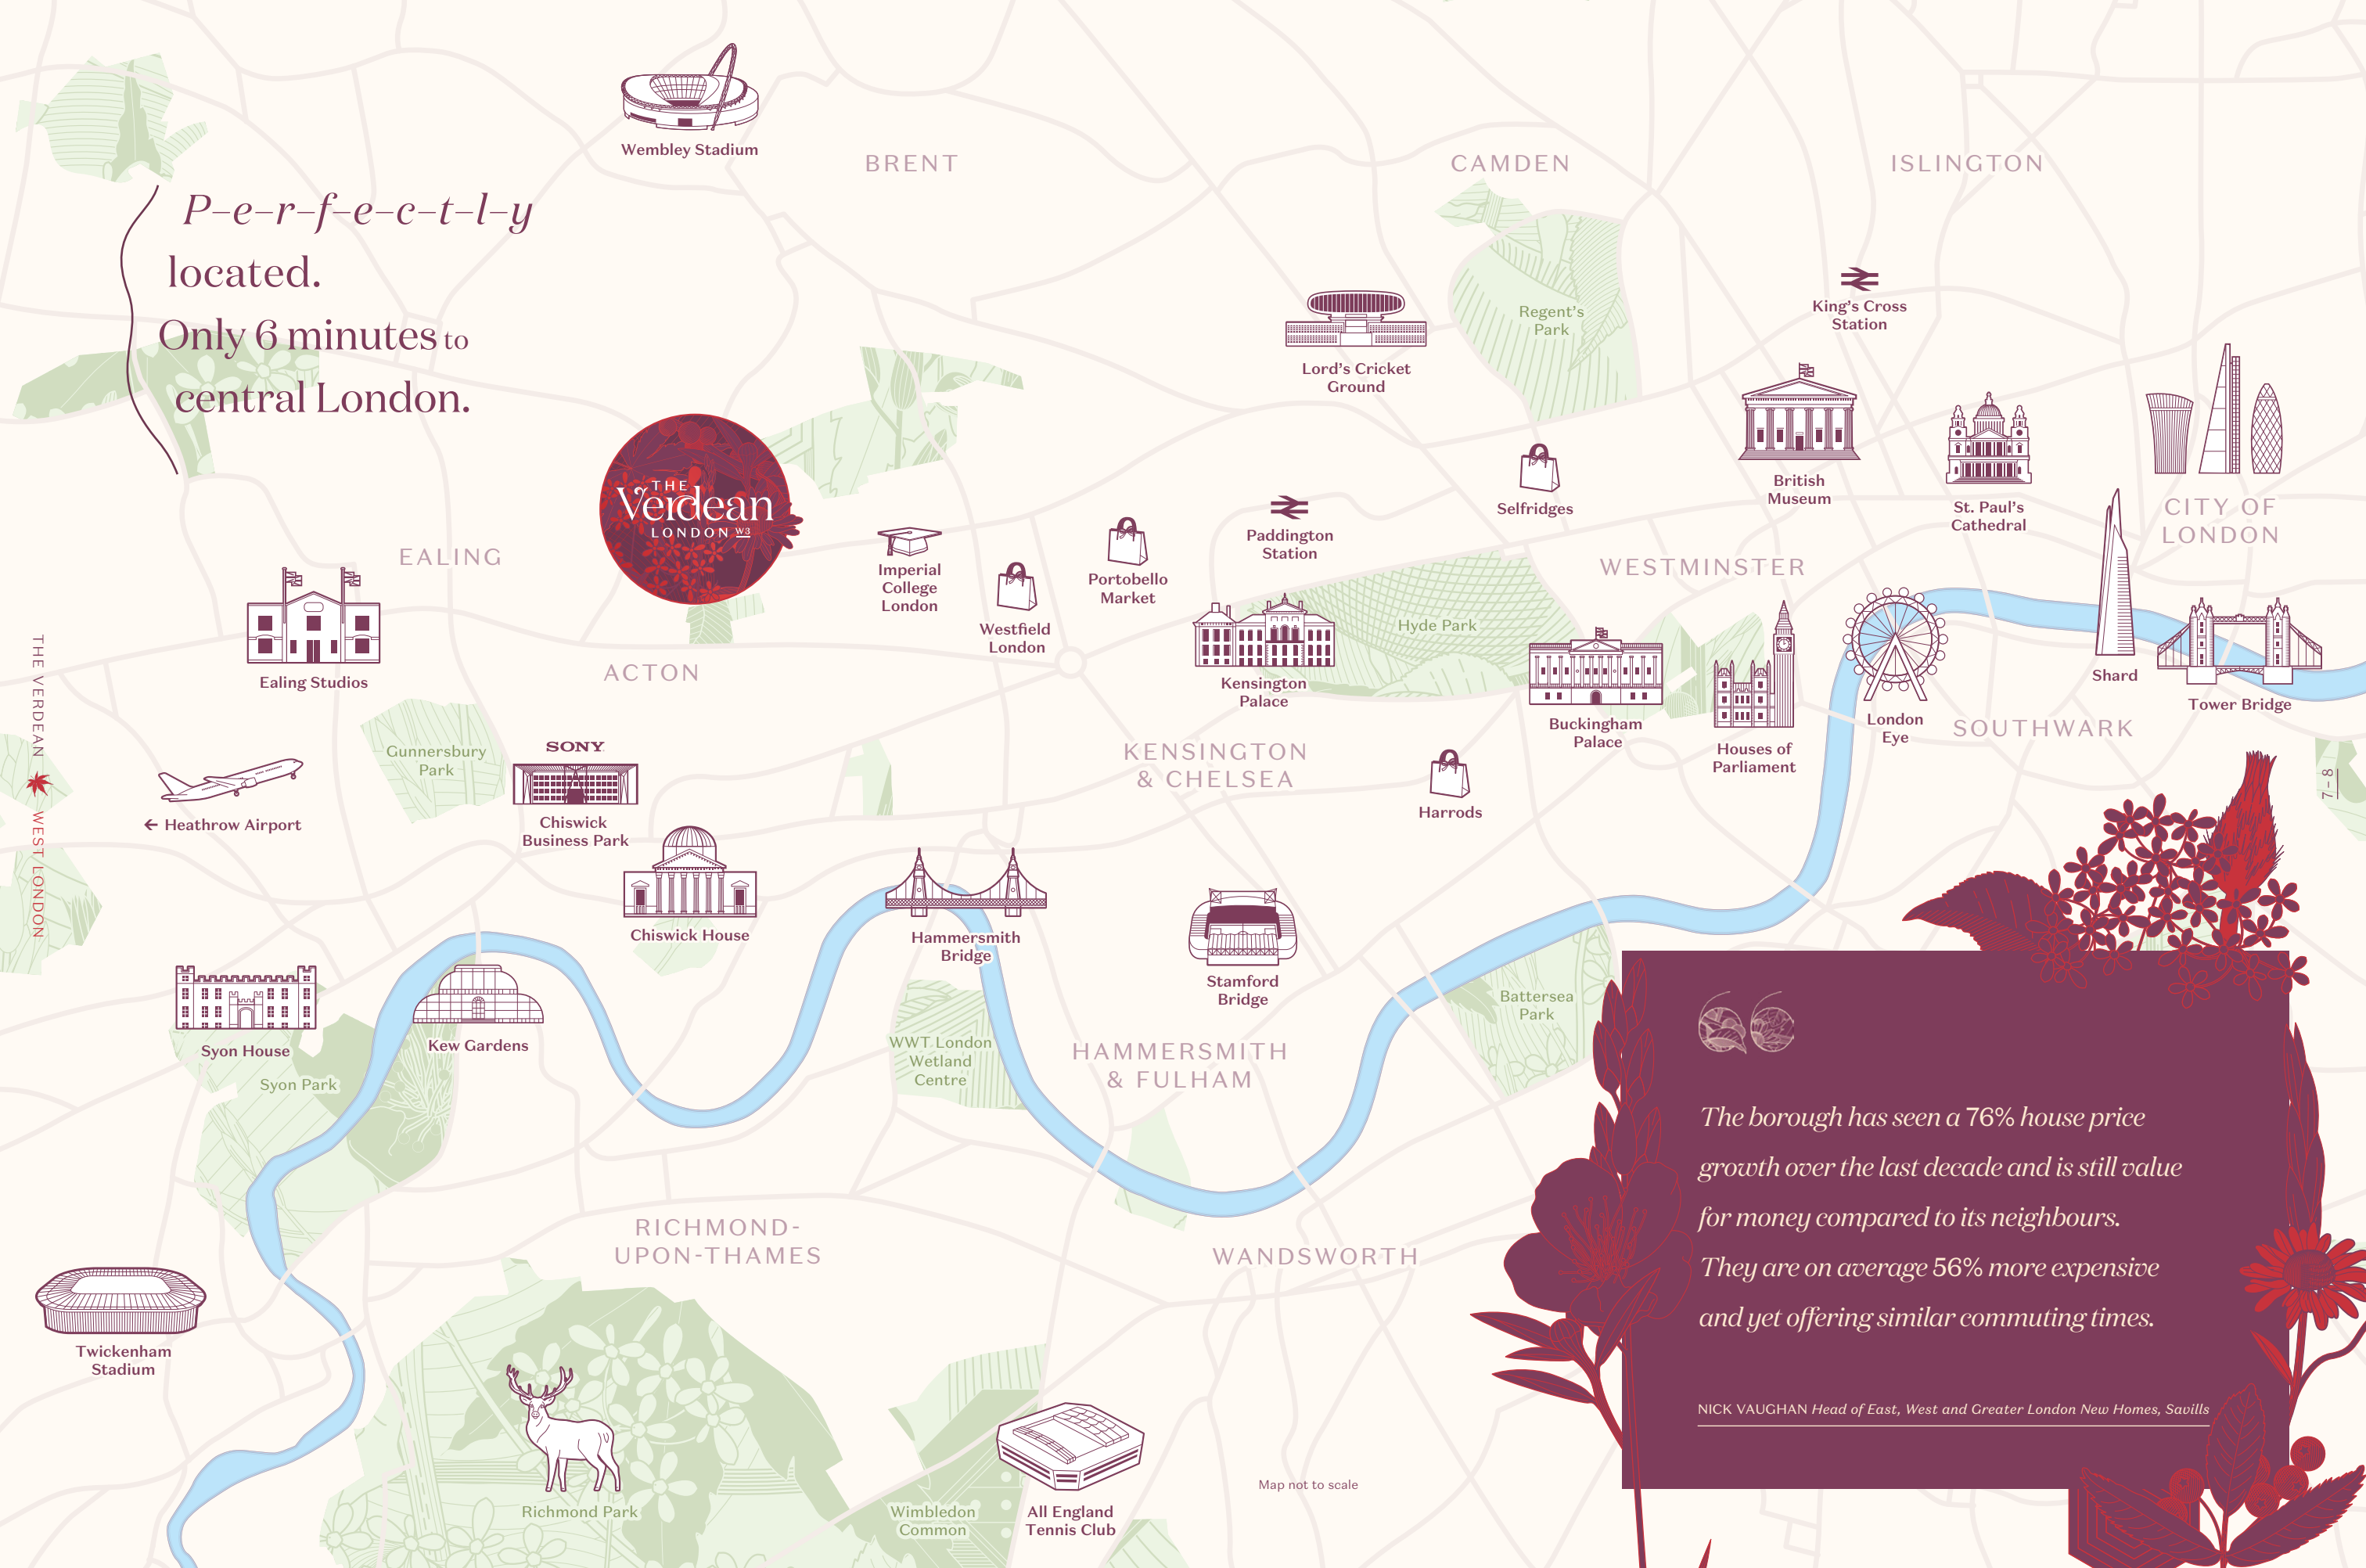 Wembley Stadium
BRENT
CAMDEN
ISLINGTON
P-e-r-f-e-c-t-l-y
located.
Only 6 minutes to
central London.
Regent's
Park
King's Cross
Station
Lord's Cricket
Ground
THE
Verdean
LONDON W3
British
Museum
Selfridges
St. Paul's
Cathedral
CITY OF
LONDON
EALING
Imperial
College
London
Portobello
Market
Paddington
Station
WESTMINSTER
Westfield
London
Hyde Park
Ealing Studios
ACTON
Kensington
Palace
Buckingham
Palace
Houses of
Parliament
London
Eye
SOUTHWARK
Shard
Tower Bridge
THE VERDEAN
WEST LONDON
7–8
Gunnersbury
Park
SONY
Chiswick
Business Park
KENSINGTON
& CHELSEA
Harrods
← Heathrow Airport
Chiswick House
Hammersmith
Bridge
Stamford
Bridge
Battersea
Park
Syon House
Syon Park
Kew Gardens
WWT London
Wetland
Centre
HAMMERSMITH
& FULHAM
RICHMOND-
UPON-THAMES
WANDSWORTH
Twickenham
Stadium
Richmond Park
Wimbledon
Common
All England
Tennis Club
Map not to scale
The borough has seen a 76% house price
growth over the last decade and is still value
for money compared to its neighbours.
They are on average 56% more expensive
and yet offering similar commuting times.
NICK VAUGHAN Head of East, West and Greater London New Homes, Savills